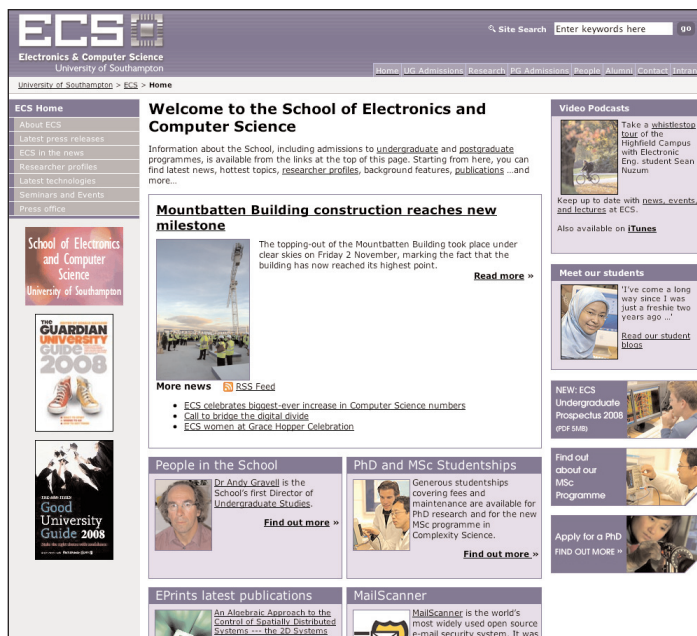 ECS
Electronics & Computer Science
University of Southampton
Site Search
Enter keywords here
go
Home UG Admissions Research PG Admissions People Alumni Contact Intran
University of Southampton > ECS > Home
ECS Home
About ECS
Latest press releases
ECS in the news
Researcher profiles
Latest technologies
Seminars and Events
Press office
School of Electronics
and Computer
Science
University of Southampton
THE
GUARDIAN
UNIVERSITY
GUIDE
2008
Good
University
Guide 2008
Welcome to the School of Electronics and
Computer Science
Information about the School, including admissions to undergraduate and postgraduate
programmes, is available from the links at the top of this page. Starting from here, you can
find latest news, hottest topics, researcher profiles, background features, publications ...and
more...
Mountbatten Building construction reaches new
milestone
The topping-out of the Mountbatten Building took place under
clear skies on Friday 2 November, marking the fact that the
building has now reached its highest point.
Read more »
More news RSS Feed
• ECS celebrates biggest-ever increase in Computer Science numbers
• Call to bridge the digital divide
• ECS women at Grace Hopper Celebration
People in the School
Dr Andy Gravell is the
School's first Director of
Undergraduate Studies.
Find out more »
PhD and MSc Studentships
Generous studentships
covering fees and
maintenance are available for
PhD research and for the new
MSc programme in
Complexity Science.
Find out more »
EPrints latest publications
An Algebraic Approach to the
Control of Spatially Distributed
Systems --- the 2D Systems
MailScanner
MailScanner is the world's
most widely used open source
e-mail security system. It was
Video Podcasts
Take a whistlestop
tour of the
Highfield Campus
with Electronic
Eng. student Sean
Nuzum
Keep up to date with news, events,
and lectures at ECS.
Also available on iTunes
Meet our students
'I've come a long
way since I was
just a freshie two
years ago ...'
Read our student
blogs
NEW: ECS
Undergraduate
Prospectus 2008
(PDF 5MB)
Find out
about our
MSc
Programme
Apply for a PhD
FIND OUT MORE »